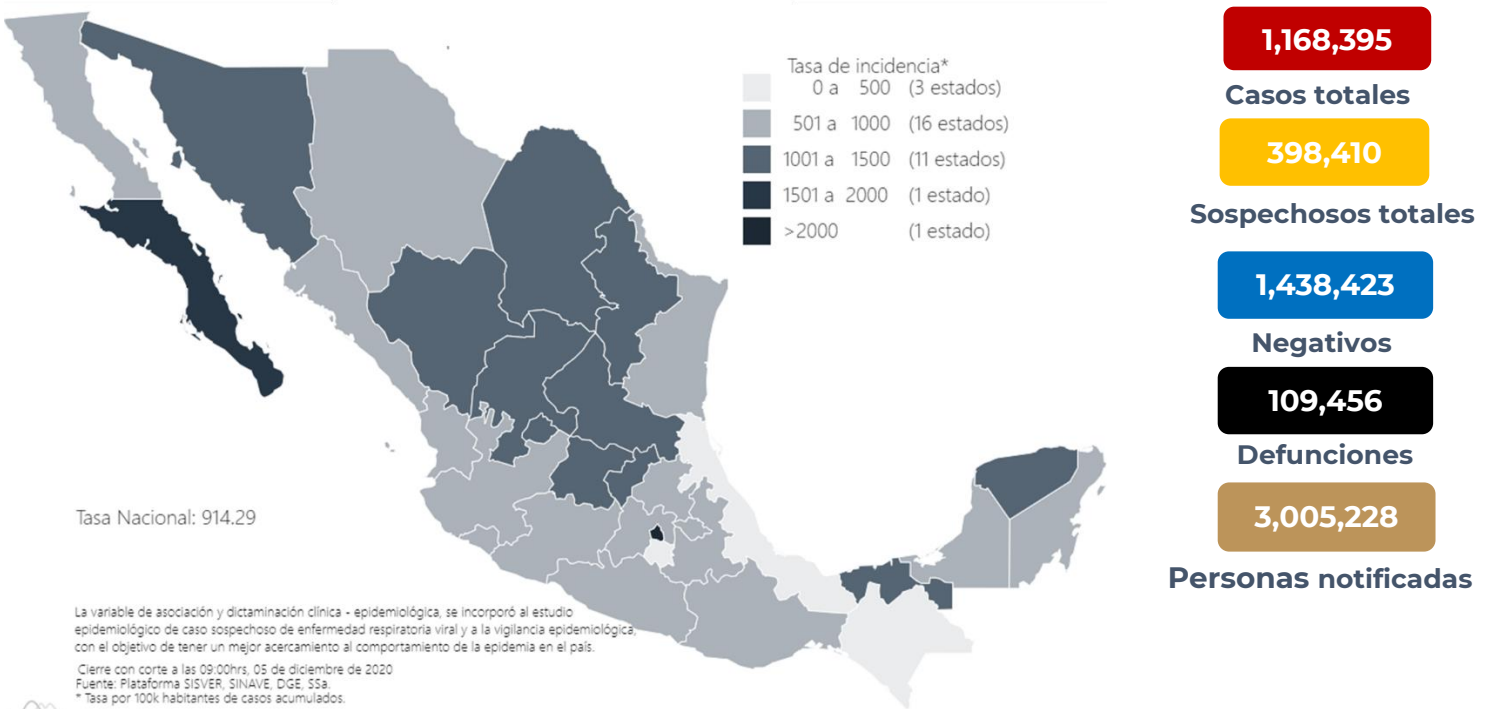 Tasa de incidencia*
0 a 500 (3 estados)
501 a 1000 (16 estados)
1001 a 1500 (11 estados)
1501 a 2000 (1 estado)
>2000 (1 estado)
Tasa Nacional: 914.29
La variable de asociación y dictaminación clínica - epidemiológica, se incorporó al estudio
epidemiológico de caso sospechoso de enfermedad respiratoria viral y a la vigilancia epidemiológica,
con el objetivo de tener un mejor acercamiento al comportamiento de la epidemia en el país.
Cierre con corte a las 09:00hrs, 05 de diciembre de 2020
Fuente: Plataforma SISVER, SINAVE, DGE, SSa.
* Tasa por 100k habitantes de casos acumulados.
1,168,395
Casos totales
398,410
Sospechosos totales
1,438,423
Negativos
109,456
Defunciones
3,005,228
Personas notificadas